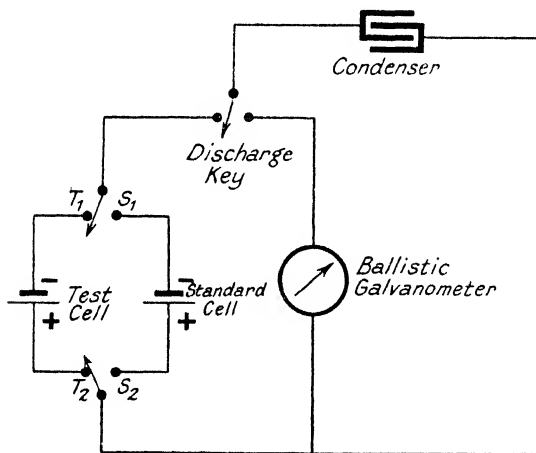 Condenser
Discharge
Key
T₁ S₁
- -
Test
Cell
Standard
Cell
+ +
Ballistic
Galvanometer
T₂ S₂